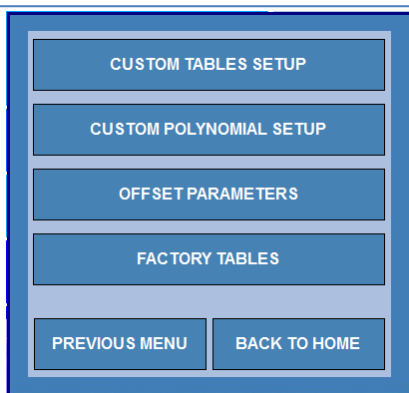 CUSTOM TABLES SETUP
CUSTOM POLYNOMIAL SETUP
OFFSET PARAMETERS
FACTORY TABLES
PREVIOUS MENU BACK TO HOME